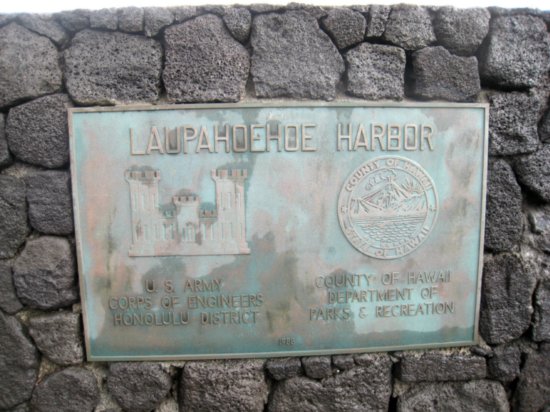 LAUPAHOEHOE HARBOR
COUNTY OF HAWAII
STATE OF HAWAII
U. S. ARMY
CORPS OF ENGINEERS
HONOLULU DISTRICT
COUNTY OF HAWAII
DEPARTMENT OF
PARKS & RECREATION
1988